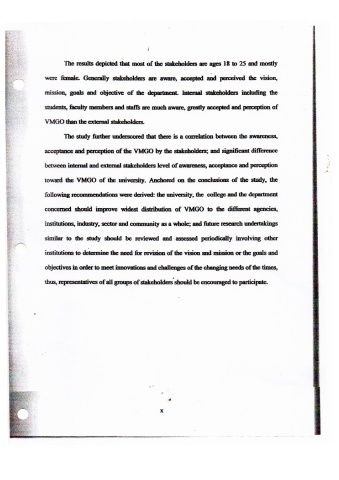 The results depicted that most of the stakeholders are ages 18 to 25 and mostly
were female. Generally stakeholders are aware, accepted and perceived the vision,
mission, goals and objective of the department. Internal stakeholders including the
students, faculty members and staffs are much aware, greatly accepted and perception of
VMGO than the external stakeholders.
The study further underscored that there is a correlation between the awareness,
acceptance and perception of the VMGO by the stakeholders; and significant difference
between internal and external stakeholders level of awareness, acceptance and perception
toward the VMGO of the university. Anchored on the conclusions of the study, the
following recommendations were derived: the university, the college and the department
concerned should improve widest distribution of VMGO to the different agencies,
institutions, industry, sector and community as a whole; and future research undertakings
similar to the study should be reviewed and assessed periodically involving other
institutions to determine the need for revision of the vision and mission or the goals and
objectives in order to meet innovations and challenges of the changing needs of the times,
thus, representatives of all groups of stakeholders should be encouraged to participate.
x